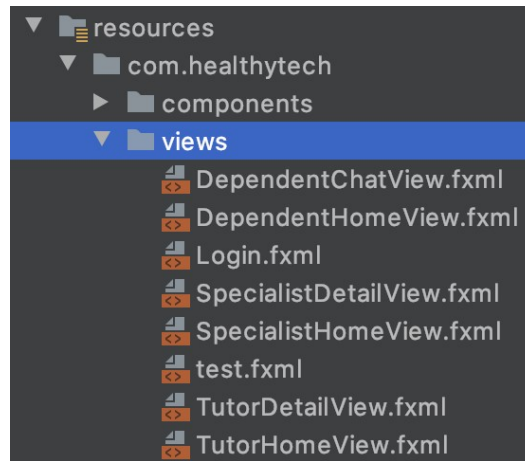 resources
com.healthytech
components
views
DependentChatView.fxml
DependentHomeView.fxml
Login.fxml
SpecialistDetailView.fxml
SpecialistHomeView.fxml
test.fxml
TutorDetailView.fxml
TutorHomeView.fxml